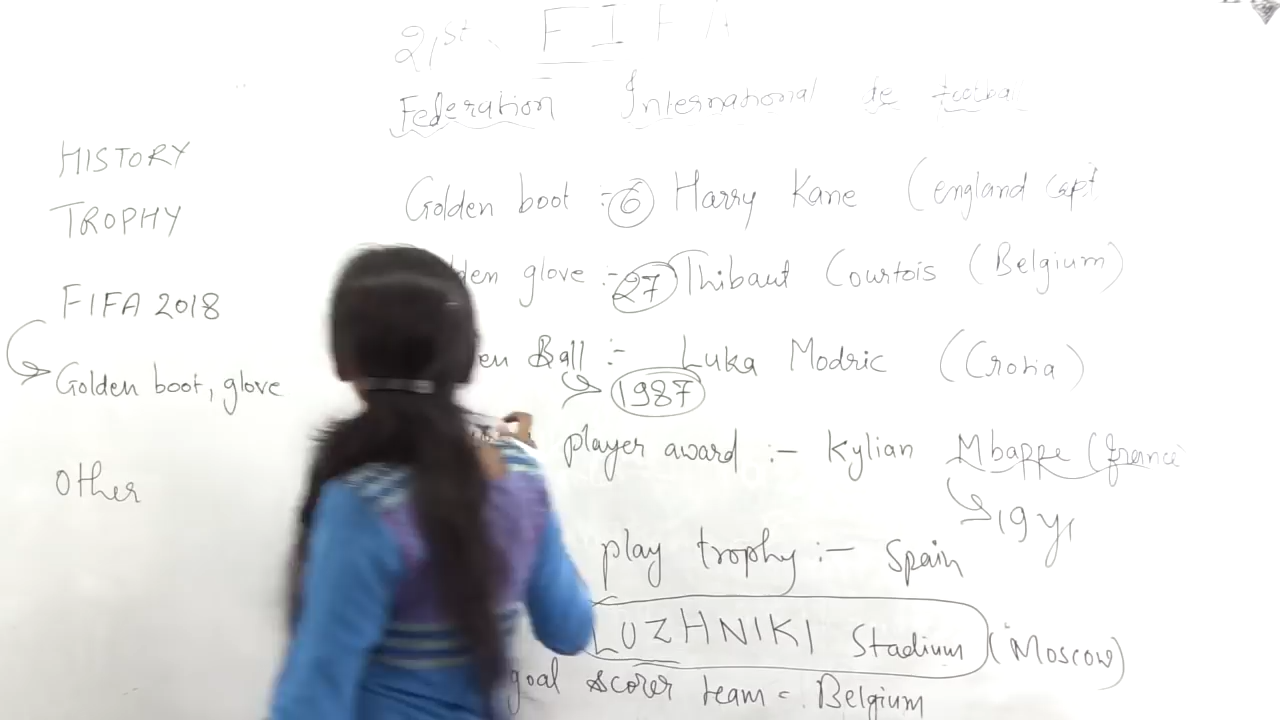 21st FIFA
Federation International de footbal
HISTORY
TROPHY
FIFA 2018
Golden boot, glove
Other
Golden boot :- 6 Harry Kane (england capt.
den glove :- 27 Thibaut Courtois (Belgium)
en Ball :- Luka Modric (Crotia)
1987
player award :- Kylian Mbappe (france
19 yr
play trophy :- Spain
LUZHNIKI Stadium (Moscow)
goal scorer team = Belgium